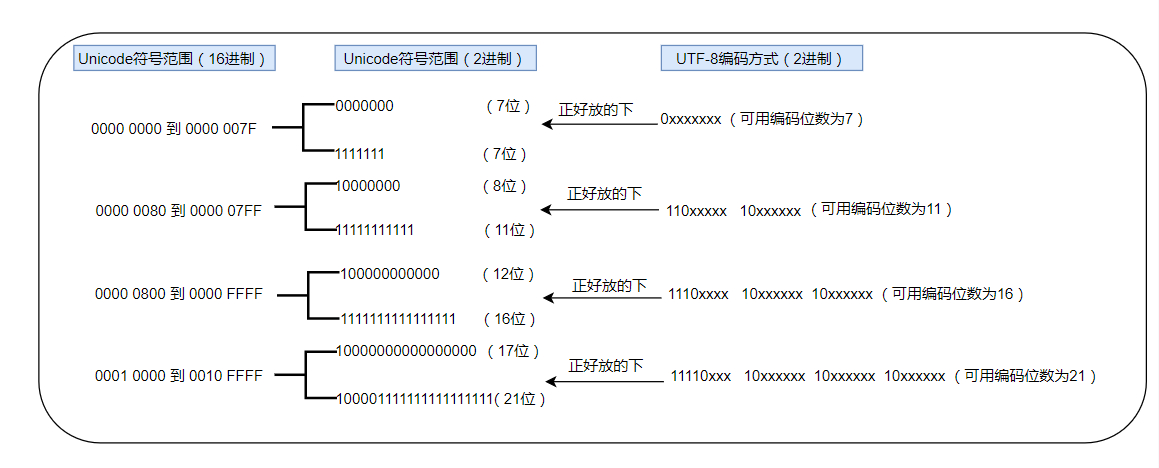 Unicode符号范围（16进制） Unicode符号范围（2进制） UTF-8编码方式（2进制）
0000000 （7位）
正好放的下
0000 0000 到 0000 007F 0xxxxxxx （可用编码位数为7）
1111111 （7位）
10000000 （8位）
正好放的下
0000 0080 到 0000 07FF 110xxxxx 10xxxxxx （可用编码位数为11）
11111111111 （11位）
100000000000 （12位）
正好放的下
0000 0800 到 0000 FFFF 1110xxxx 10xxxxxx 10xxxxxx （可用编码位数为16）
1111111111111111 （16位）
10000000000000000 （17位）
正好放的下
0001 0000 到 0010 FFFF 11110xxx 10xxxxxx 10xxxxxx 10xxxxxx （可用编码位数为21）
100001111111111111111（21位）